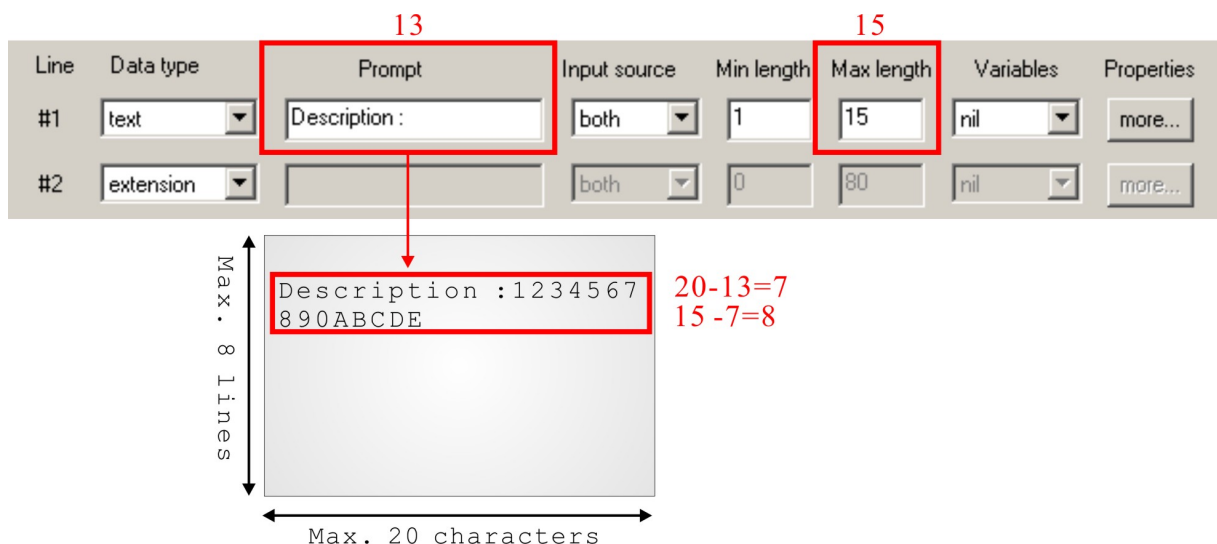 13 15
Line Data type Prompt Input source Min length Max length Variables Properties
#1 text Description : both 1 15 nil more...
#2 extension both 0 80 nil more...
Max. 8 lines
Description :1234567
890ABCDE
20-13=7
15 -7=8
Max. 20 characters